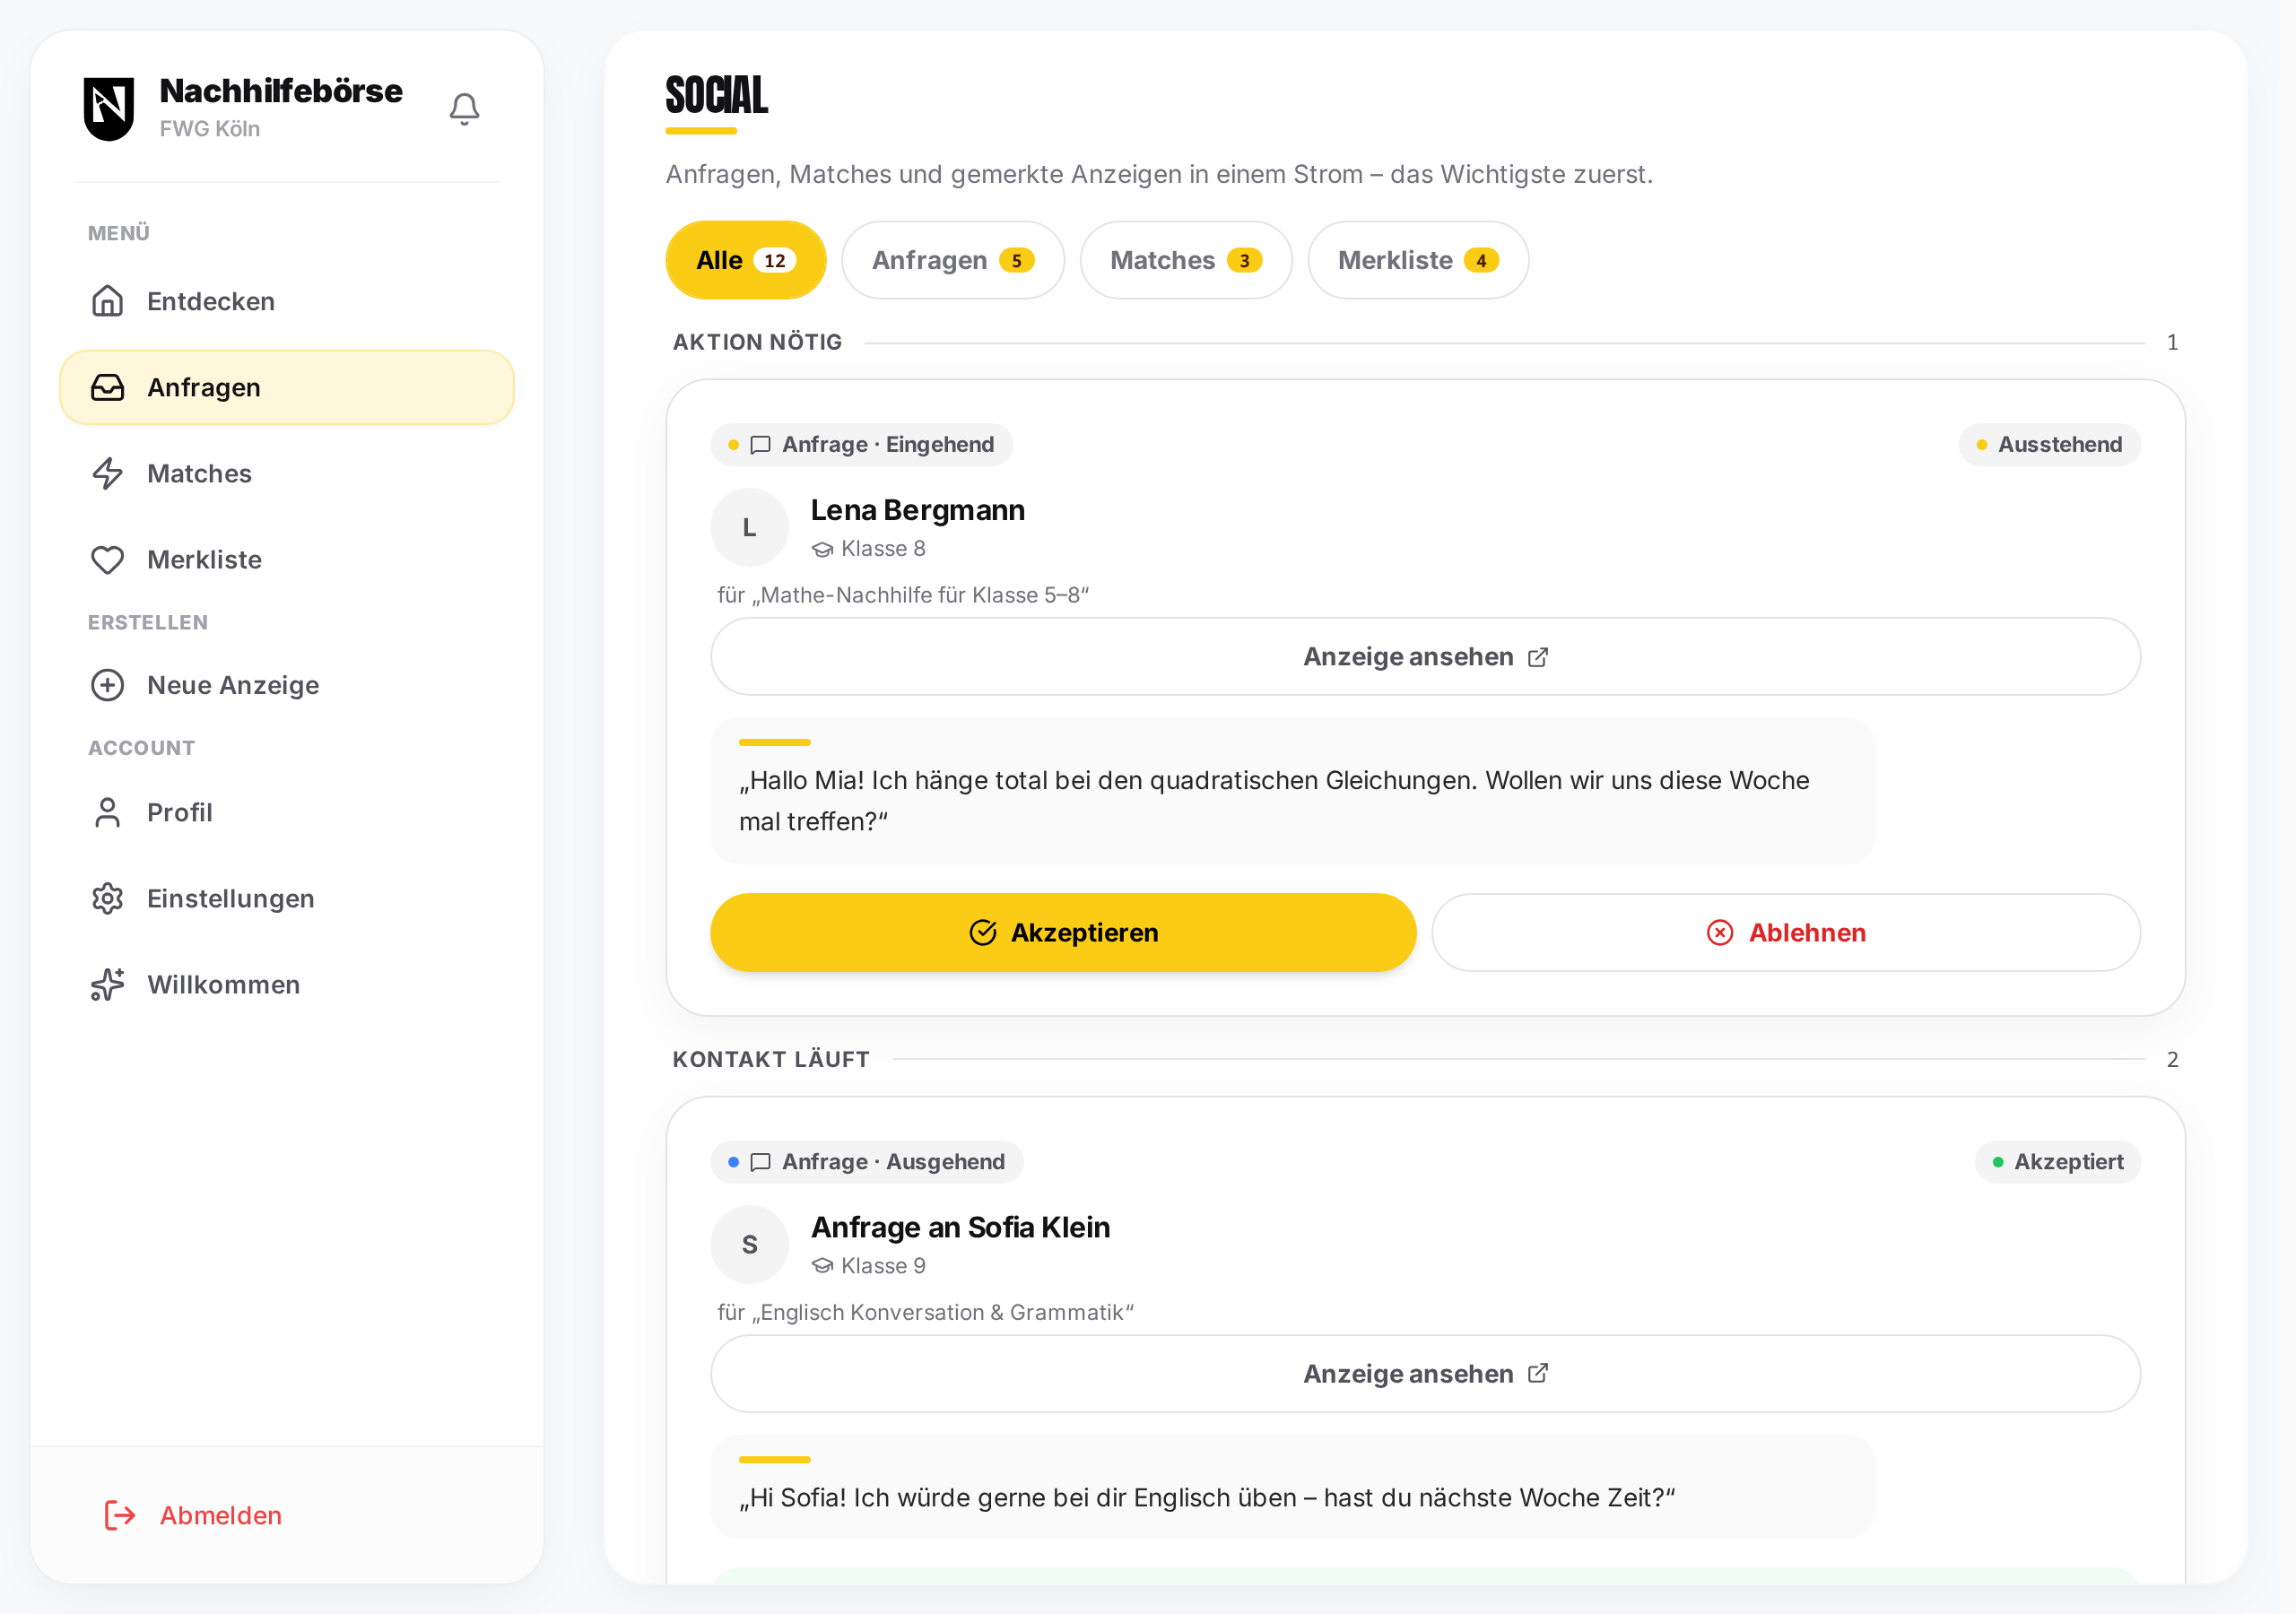 Nachhilfebörse
FWG Köln
MENÜ
Entdecken
Anfragen
Matches
Merkliste
ERSTELLEN
Neue Anzeige
ACCOUNT
Profil
Einstellungen
Willkommen
Abmelden
SOCIAL
Anfragen, Matches und gemerkte Anzeigen in einem Strom – das Wichtigste zuerst.
Alle 12
Anfragen 5
Matches 3
Merkliste 4
AKTION NÖTIG 1
Anfrage · Eingehend
Ausstehend
L
Lena Bergmann
Klasse 8
für „Mathe-Nachhilfe für Klasse 5–8“
Anzeige ansehen
„Hallo Mia! Ich hänge total bei den quadratischen Gleichungen. Wollen wir uns diese Woche
mal treffen?“
Akzeptieren
Ablehnen
KONTAKT LÄUFT 2
Anfrage · Ausgehend
Akzeptiert
S
Anfrage an Sofia Klein
Klasse 9
für „Englisch Konversation & Grammatik“
Anzeige ansehen
„Hi Sofia! Ich würde gerne bei dir Englisch üben – hast du nächste Woche Zeit?“